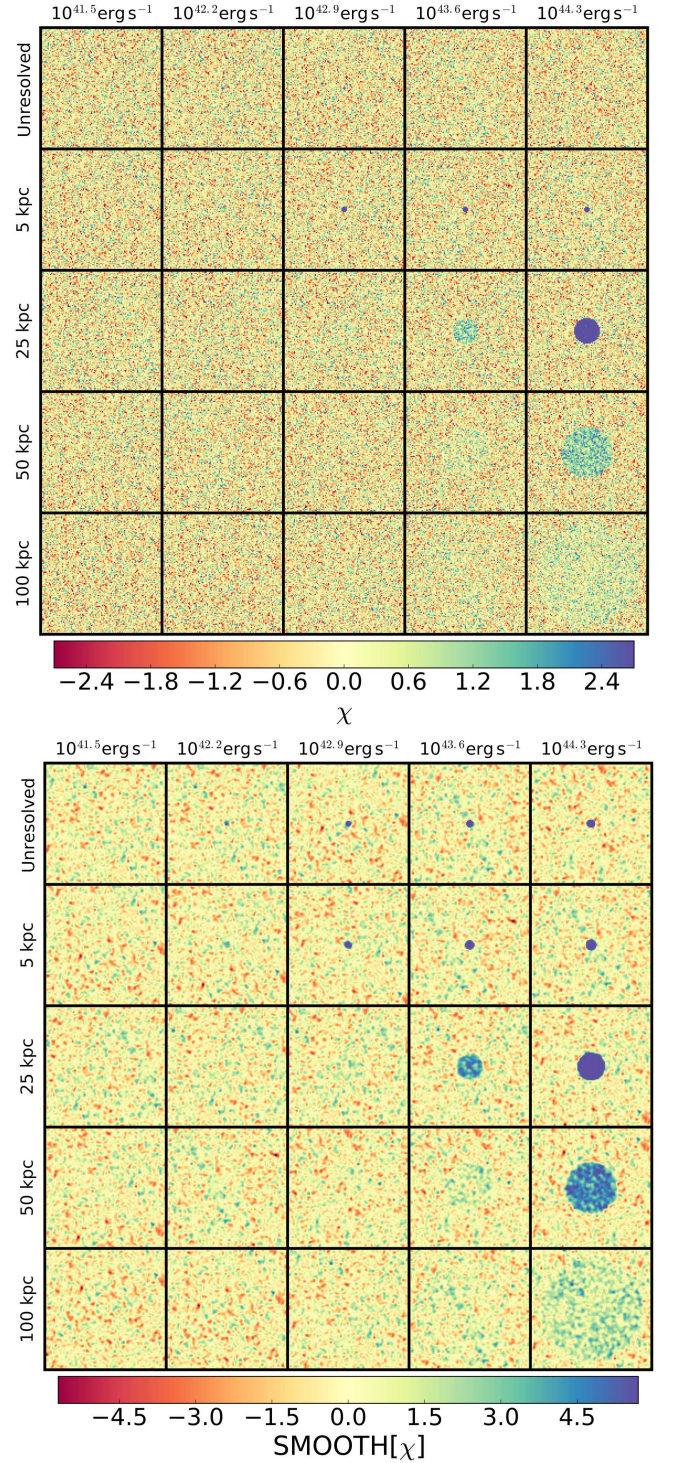 10^{41.5}erg s^{−1} 10^{42.2}erg s^{−1} 10^{42.9}erg s^{−1} 10^{43.6}erg s^{−1} 10^{44.3}erg s^{−1}
Unresolved
5 kpc
25 kpc
50 kpc
100 kpc
−2.4 −1.8 −1.2 −0.6 0.0 0.6 1.2 1.8 2.4
χ
10^{41.5}erg s^{−1} 10^{42.2}erg s^{−1} 10^{42.9}erg s^{−1} 10^{43.6}erg s^{−1} 10^{44.3}erg s^{−1}
Unresolved
5 kpc
25 kpc
50 kpc
100 kpc
−4.5 −3.0 −1.5 0.0 1.5 3.0 4.5
SMOOTH[χ]